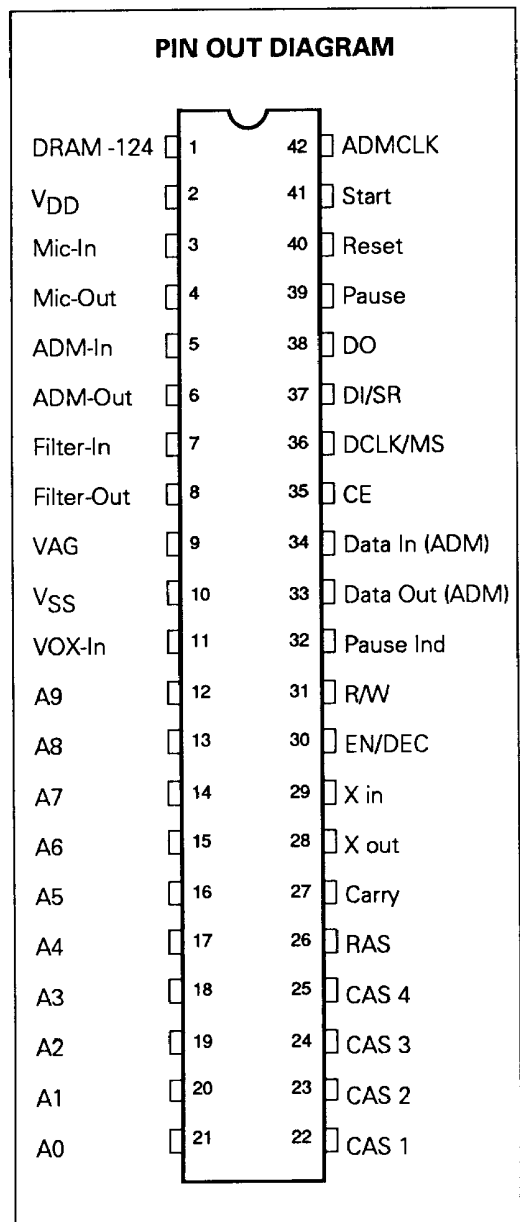 PIN OUT DIAGRAM
DRAM -124 1 42 ADMCLK
VDD 2 41 Start
Mic-In 3 40 Reset
Mic-Out 4 39 Pause
ADM-In 5 38 DO
ADM-Out 6 37 DI/SR
Filter-In 7 36 DCLK/MS
Filter-Out 8 35 CE
VAG 9 34 Data In (ADM)
VSS 10 33 Data Out (ADM)
VOX-In 11 32 Pause Ind
A9 12 31 R/W
A8 13 30 EN/DEC
A7 14 29 X in
A6 15 28 X out
A5 16 27 Carry
A4 17 26 RAS
A3 18 25 CAS 4
A2 19 24 CAS 3
A1 20 23 CAS 2
A0 21 22 CAS 1